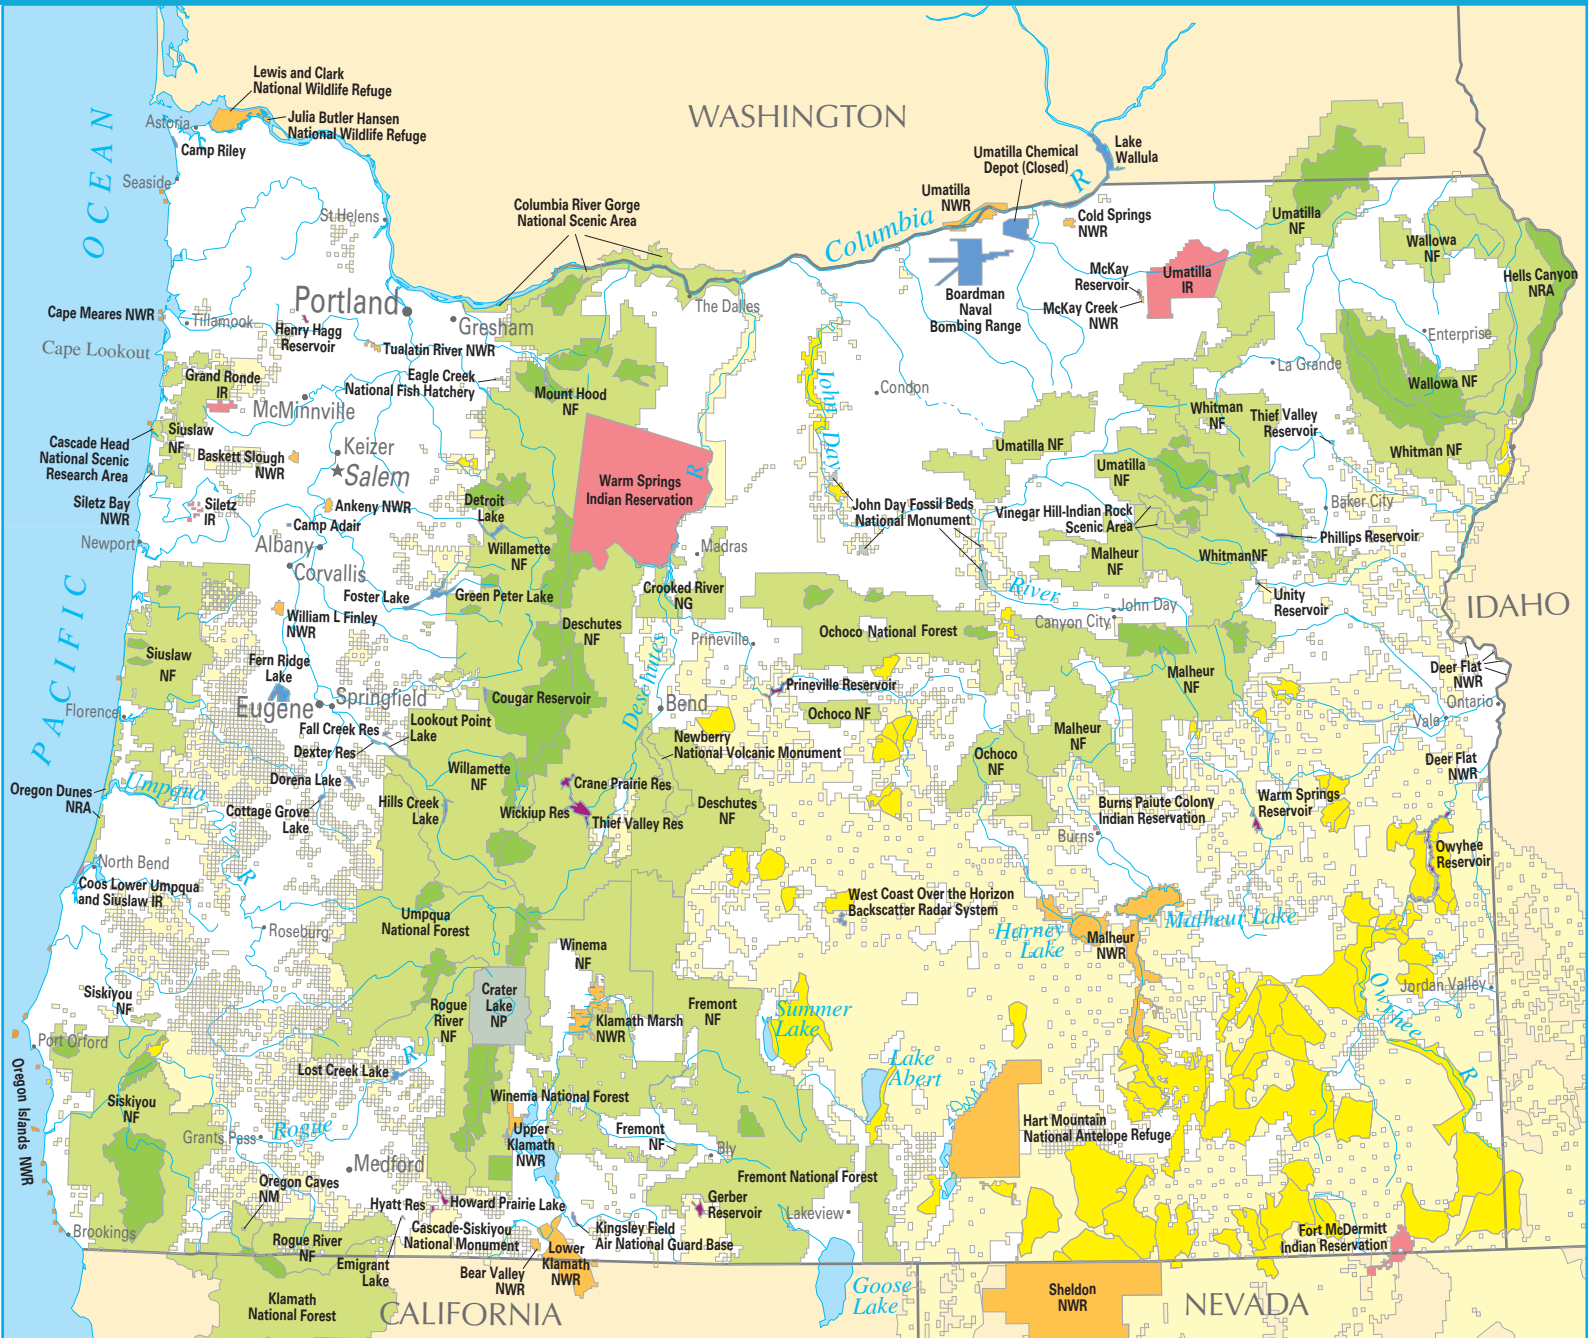 WASHINGTON
OCEAN
PACIFIC
IDAHO
CALIFORNIA
NEVADA
Lewis and Clark
National Wildlife Refuge
Julia Butler Hansen
National Wildlife Refuge
Astoria
Camp Riley
Seaside
St Helens
Columbia River Gorge
National Scenic Area
Columbia
R
Umatilla
NWR
Umatilla Chemical
Depot (Closed)
Lake
Wallula
Cold Springs
NWR
Boardman
Naval
Bombing Range
McKay
Reservoir
McKay Creek
NWR
Umatilla
IR
Umatilla
NF
Wallowa
NF
Hells Canyon
NRA
Enterprise
La Grande
Wallowa NF
Whitman NF
Whitman
NF
Thief Valley
Reservoir
Baker City
Phillips Reservoir
WhitmanNF
Unity
Reservoir
Cape Meares NWR
Tillamook
Cape Lookout
Portland
Gresham
Henry Hagg
Reservoir
Tualatin River NWR
Eagle Creek
National Fish Hatchery
The Dalles
Mount Hood
NF
Grand Ronde
IR
McMinnville
Siuslaw
NF
Cascade Head
National Scenic
Research Area
Baskett Slough
NWR
Keizer
Salem
Siletz Bay
NWR
Siletz
IR
Ankeny NWR
Camp Adair
Newport
Albany
Corvallis
Detroit
Lake
Willamette
NF
Foster Lake
Green Peter Lake
Warm Springs
Indian Reservation
R
Madras
Crooked River
NG
Condon
John
Day
River
Umatilla NF
Umatilla
NF
John Day Fossil Beds
National Monument
Vinegar Hill-Indian Rock
Scenic Area
Malheur
NF
John Day
Canyon City
Ochoco National Forest
Prineville
Prineville Reservoir
Ochoco NF
Deschutes
NF
Deschutes
Bend
Newberry
National Volcanic Monument
William L Finley
NWR
Siuslaw
NF
Fern Ridge
Lake
Eugene
Springfield
Cougar Reservoir
Florence
Fall Creek Res
Dexter Res
Lookout Point
Lake
Dorena Lake
Cottage Grove
Lake
Hills Creek
Lake
Willamette
NF
Crane Prairie Res
Wickiup Res
Thief Valley Res
Deschutes
NF
Oregon Dunes
NRA
Umpqua
R
North Bend
Coos Lower Umpqua
and Siuslaw IR
Roseburg
Umpqua
National Forest
Ochoco
NF
Malheur
NF
Malheur
NF
Deer Flat
NWR
Ontario
Vale
Deer Flat
NWR
Burns Paiute Colony
Indian Reservation
Burns
Warm Springs
Reservoir
Owyhee
Reservoir
West Coast Over the Horizon
Backscatter Radar System
Harney
Lake
Malheur
NWR
Malheur Lake
Jordan Valley
Owyhee
R
Siskiyou
NF
Port Orford
Oregon Islands NWR
Siskiyou
NF
Rogue
River
NF
Crater
Lake
NP
Winema
NF
Klamath Marsh
NWR
Fremont
NF
Summer
Lake
Lake
Abert
Lost Creek Lake
R
Rogue
Grants Pass
Medford
Winema National Forest
Upper
Klamath
NWR
Fremont
NF
Bly
Fremont National Forest
Hart Mountain
National Antelope Refuge
Oregon Caves
NM
Brookings
Rogue River
NF
Emigrant
Lake
Hyatt Res
Howard Prairie Lake
Cascade-Siskiyou
National Monument
Kingsley Field
Air National Guard Base
Gerber
Reservoir
Lakeview
Bear Valley
NWR
Lower
Klamath
NWR
Klamath
National Forest
Goose
Lake
Sheldon
NWR
Fort McDermitt
Indian Reservation